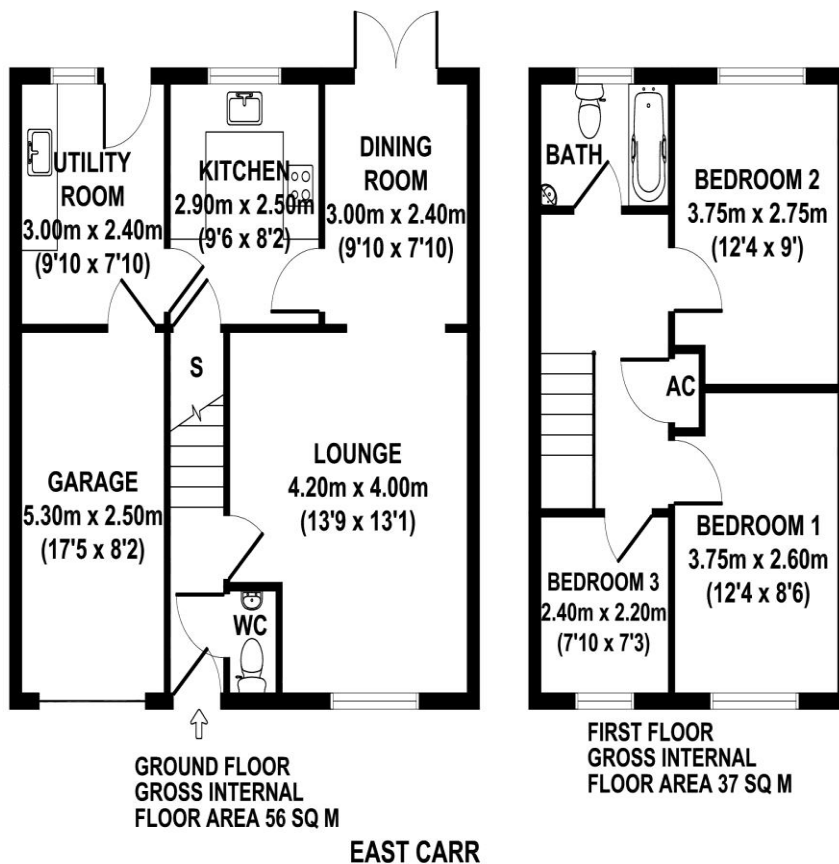 UTILITY
ROOM
3.00m x 2.40m
(9'10 x 7'10)
KITCHEN
2.90m x 2.50m
(9'6 x 8'2)
DINING
ROOM
3.00m x 2.40m
(9'10 x 7'10)
S
GARAGE
5.30m x 2.50m
(17'5 x 8'2)
LOUNGE
4.20m x 4.00m
(13'9 x 13'1)
WC
GROUND FLOOR
GROSS INTERNAL
FLOOR AREA 56 SQ M
BATH
BEDROOM 2
3.75m x 2.75m
(12'4 x 9')
AC
BEDROOM 1
3.75m x 2.60m
(12'4 x 8'6)
BEDROOM 3
2.40m x 2.20m
(7'10 x 7'3)
FIRST FLOOR
GROSS INTERNAL
FLOOR AREA 37 SQ M
EAST CARR